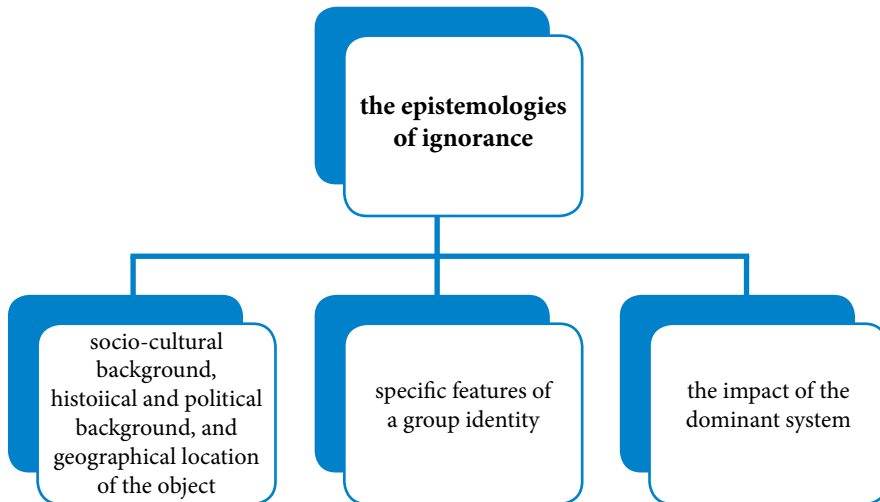 the epistemologies
of ignorance
socio-cultural
background,
histoiical and political
background, and
geographical location
of the object
specific features of
a group identity
the impact of the
dominant system